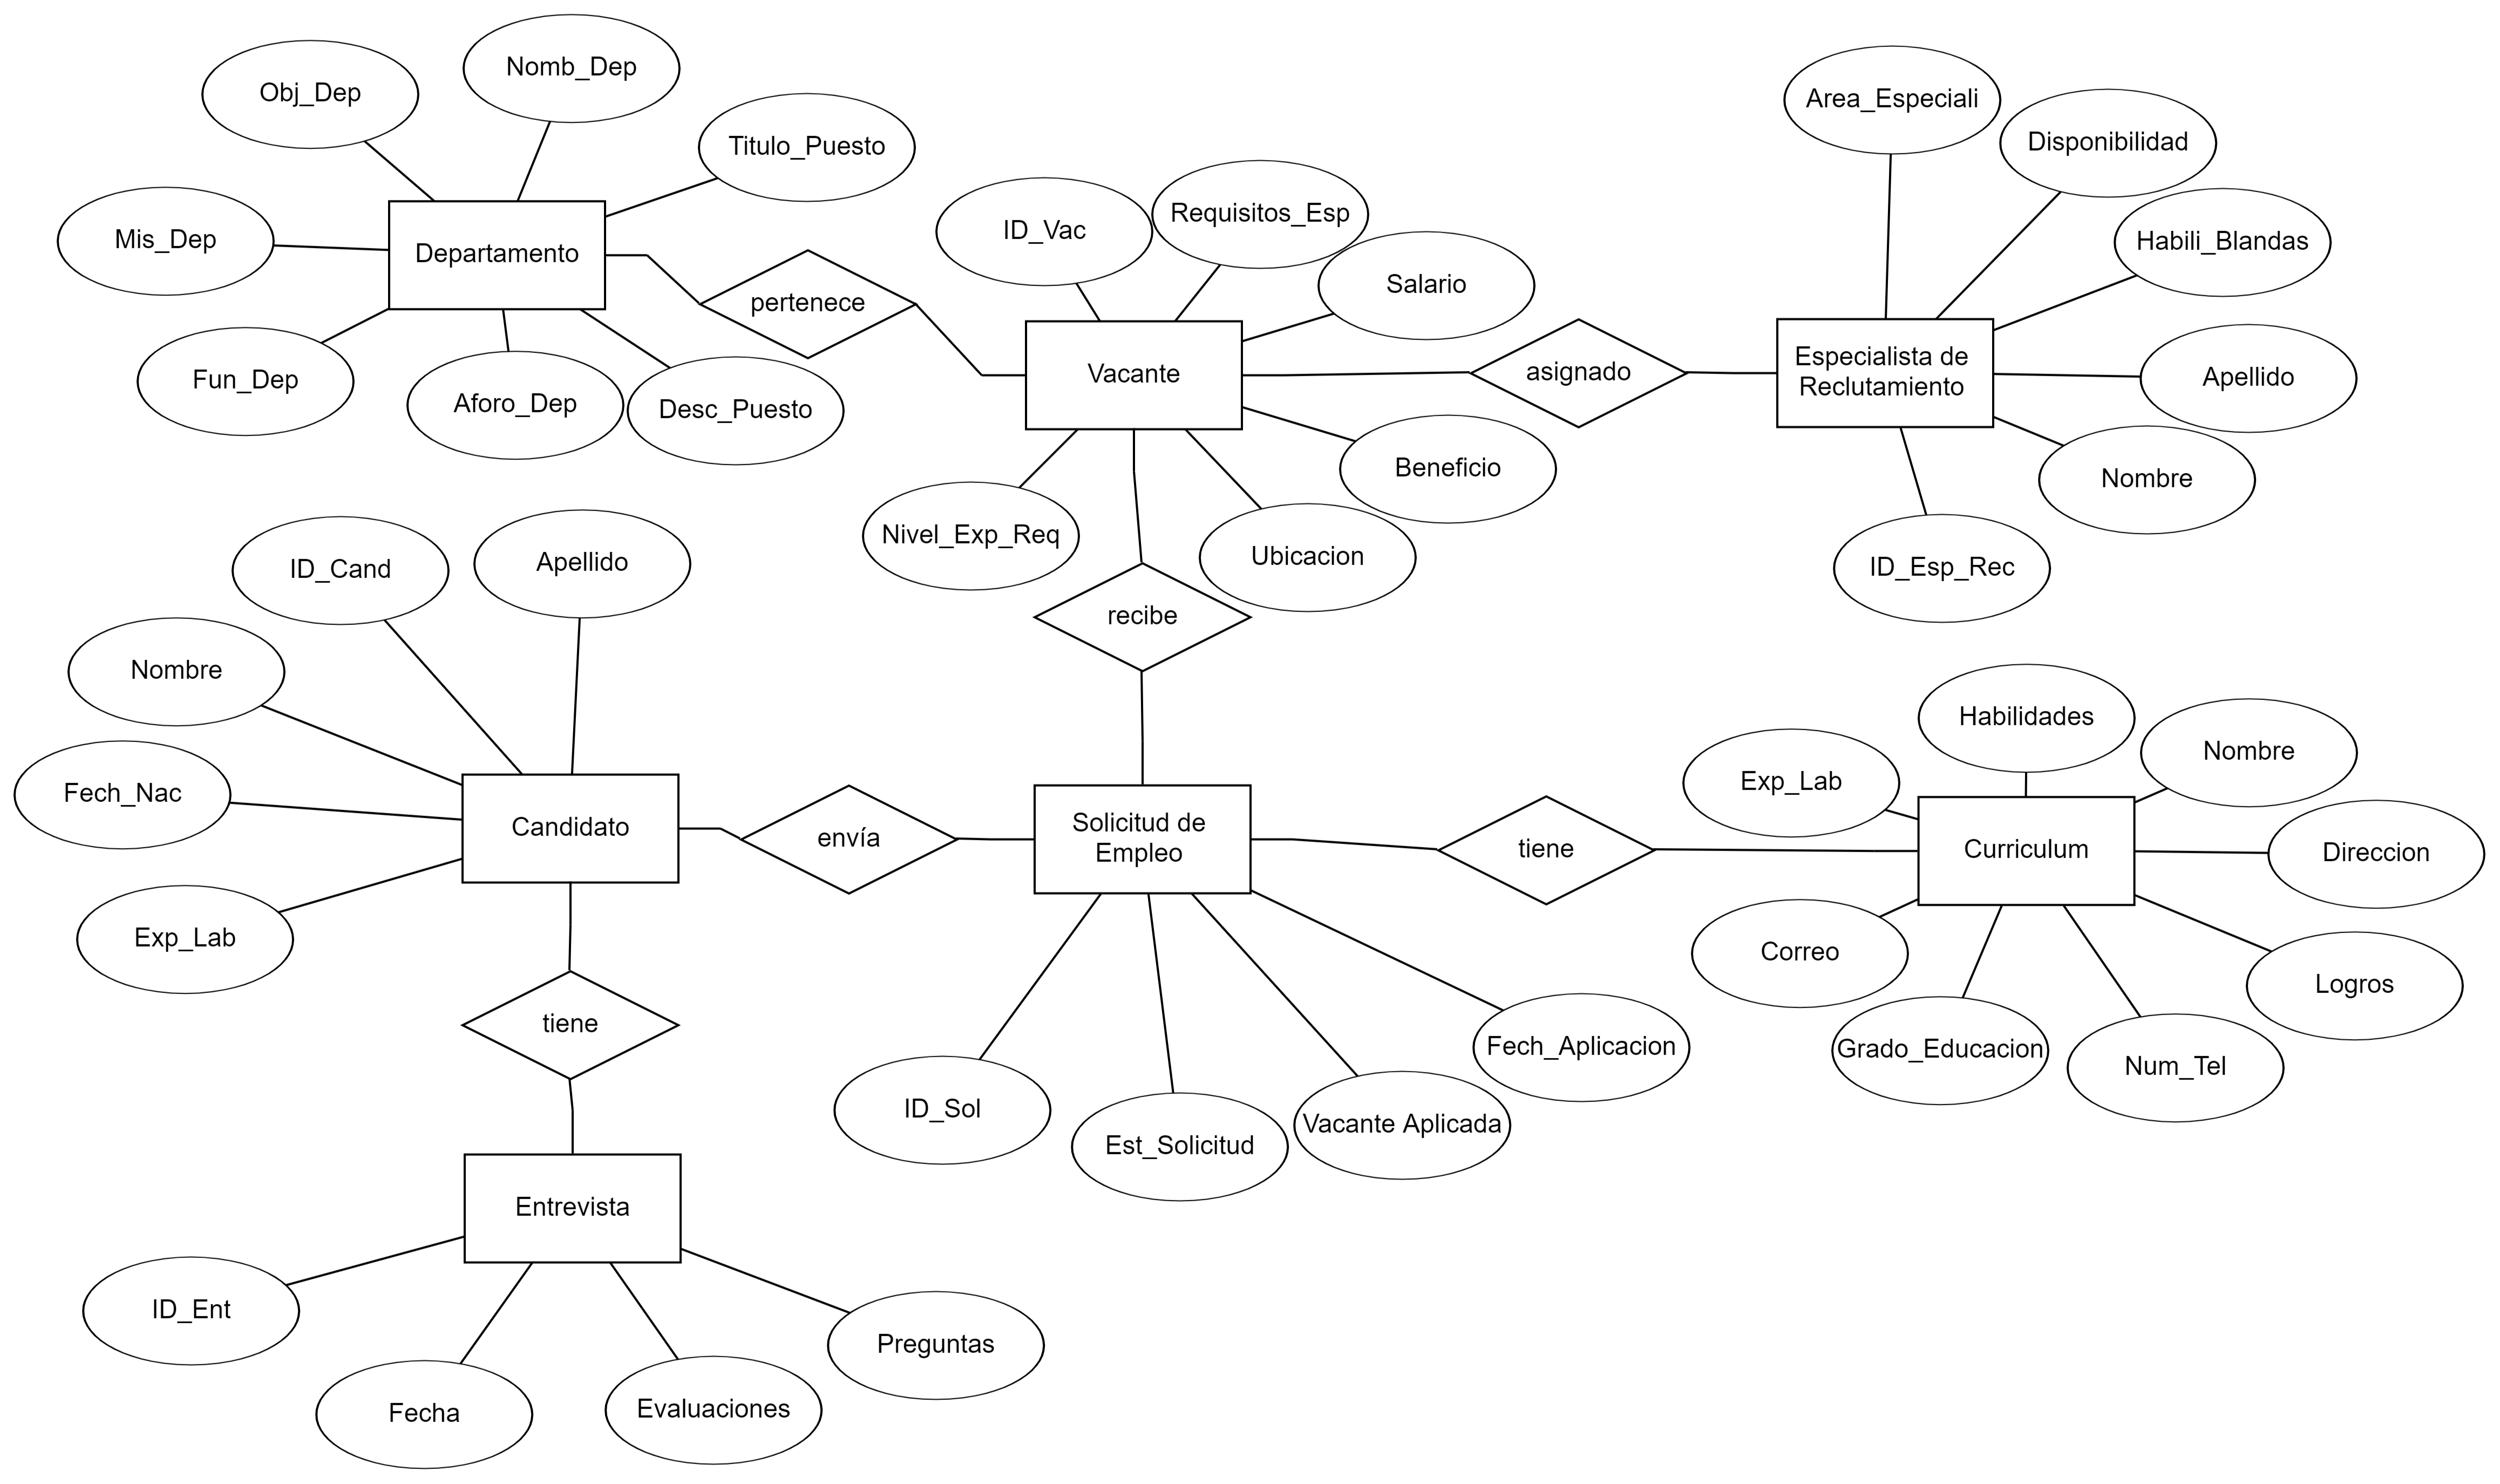 Nomb_Dep
Obj_Dep
Titulo_Puesto
Mis_Dep
Departamento
Fun_Dep
Aforo_Dep
Desc_Puesto
pertenece
ID_Vac
Requisitos_Esp
Salario
Vacante
Beneficio
Nivel_Exp_Req
Ubicacion
asignado
Area_Especiali
Disponibilidad
Habili_Blandas
Especialista de
Reclutamiento
Apellido
Nombre
ID_Esp_Rec
recibe
ID_Cand
Apellido
Nombre
Fech_Nac
Candidato
Exp_Lab
envía
Solicitud de
Empleo
tiene
Habilidades
Nombre
Exp_Lab
Curriculum
Direccion
Correo
Logros
Grado_Educacion
Num_Tel
Fech_Aplicacion
ID_Sol
Est_Solicitud
Vacante Aplicada
tiene
Entrevista
ID_Ent
Fecha
Evaluaciones
Preguntas